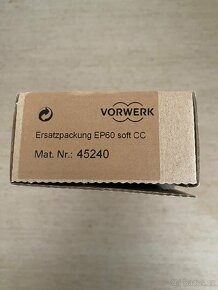 VORWERK
Ersatzpackung EP60 soft CC
Mat. Nr.: 45240